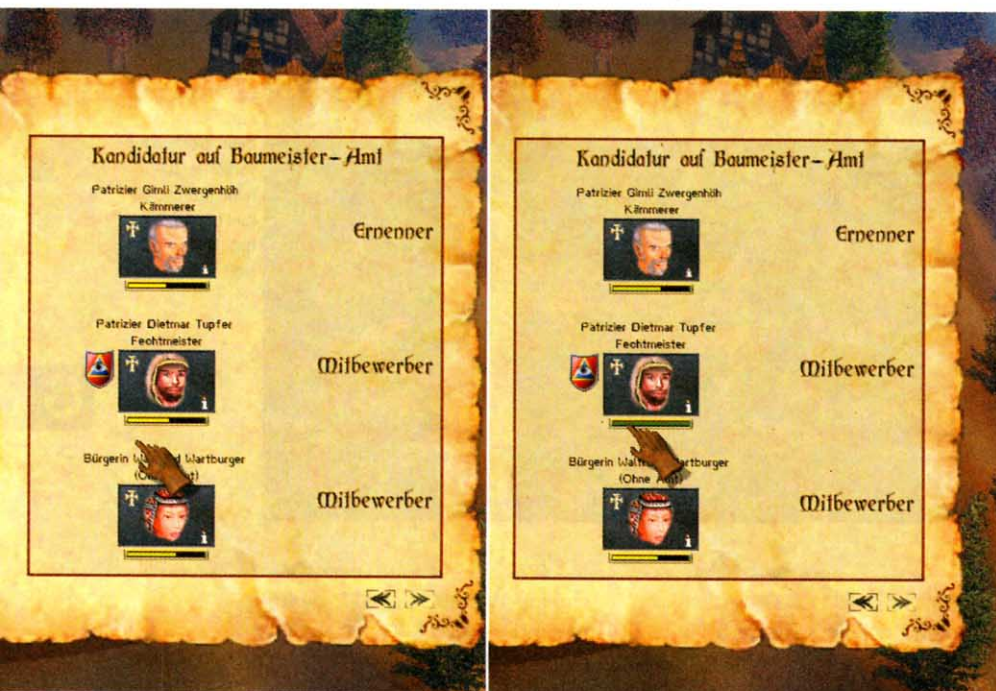 Kandidatur auf Baumeister-Amt
Patrizier Gimli Zwergenhöh
Kämmerer
Ernenner
Patrizier Dietmar Tupfer
Fechtmeister
Mitbewerber
Bürgerin Wartburger
Mitbewerber
Kandidatur auf Baumeister-Amt
Patrizier Gimli Zwergenhöh
Kämmerer
Ernenner
Patrizier Dietmar Tupfer
Fechtmeister
Mitbewerber
Bürgerin
(Ohne Amt)
Mitbewerber